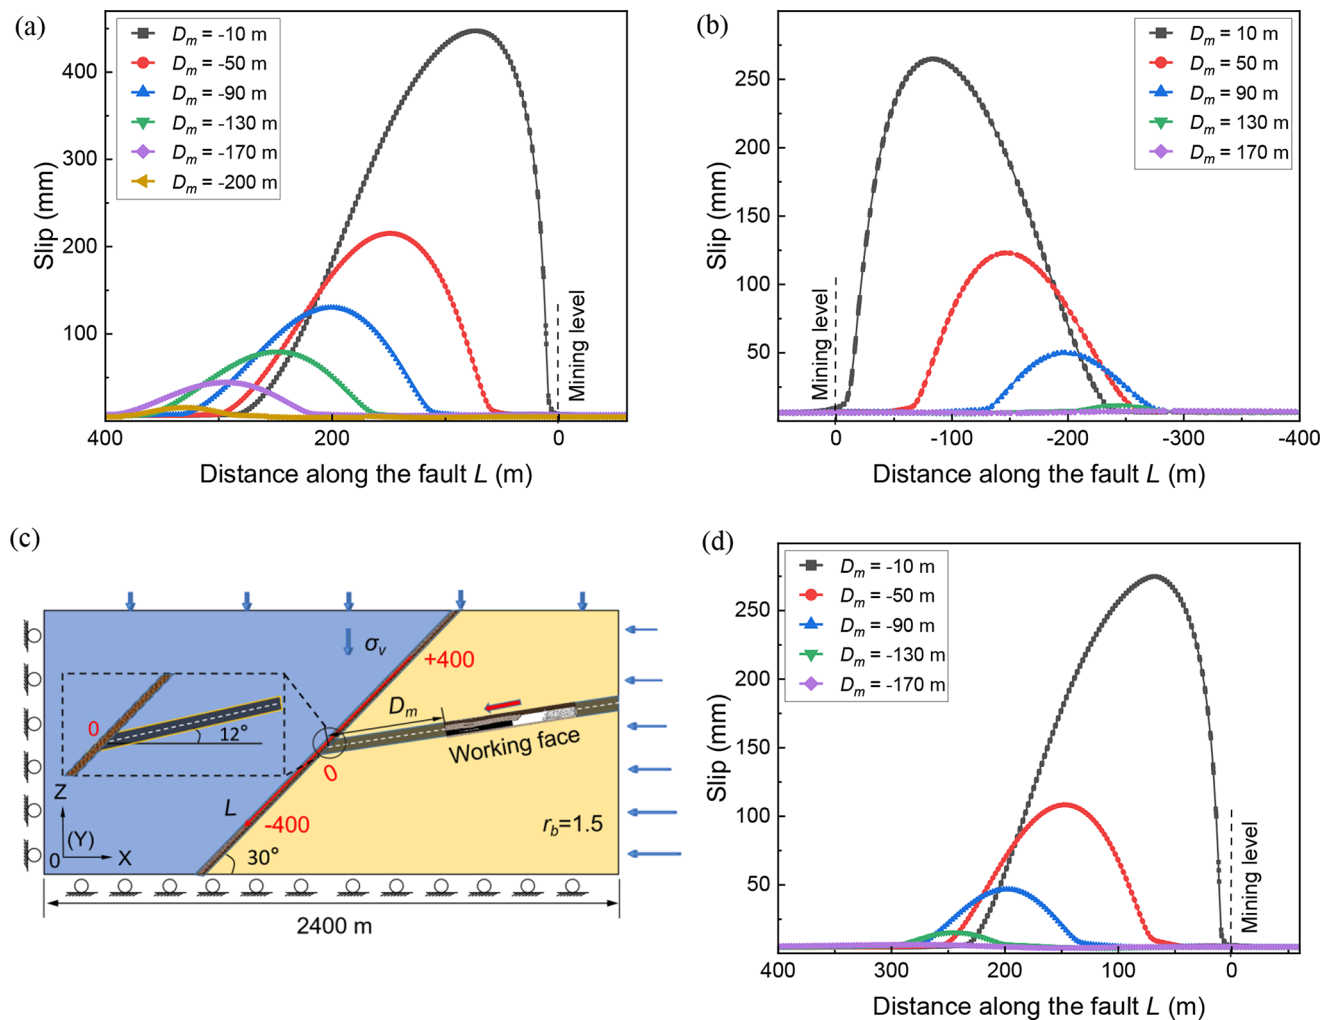 (a)
Dm = -10 m
Dm = -50 m
Dm = -90 m
Dm = -130 m
Dm = -170 m
Dm = -200 m
400
300
200
100
Slip (mm)
Mining level
400
200
0
Distance along the fault L (m)
(b)
Dm = 10 m
Dm = 50 m
Dm = 90 m
Dm = 130 m
Dm = 170 m
250
200
150
100
50
Slip (mm)
Mining level
0
-100
-200
-300
-400
Distance along the fault L (m)
(c)
σv
+400
Dm
0
12°
Working face
0
Z
L
-400
(Y)
rb=1.5
0
X
30°
2400 m
(d)
Dm = -10 m
Dm = -50 m
Dm = -90 m
Dm = -130 m
Dm = -170 m
250
200
150
100
50
Slip (mm)
Mining level
400
300
200
100
0
Distance along the fault L (m)